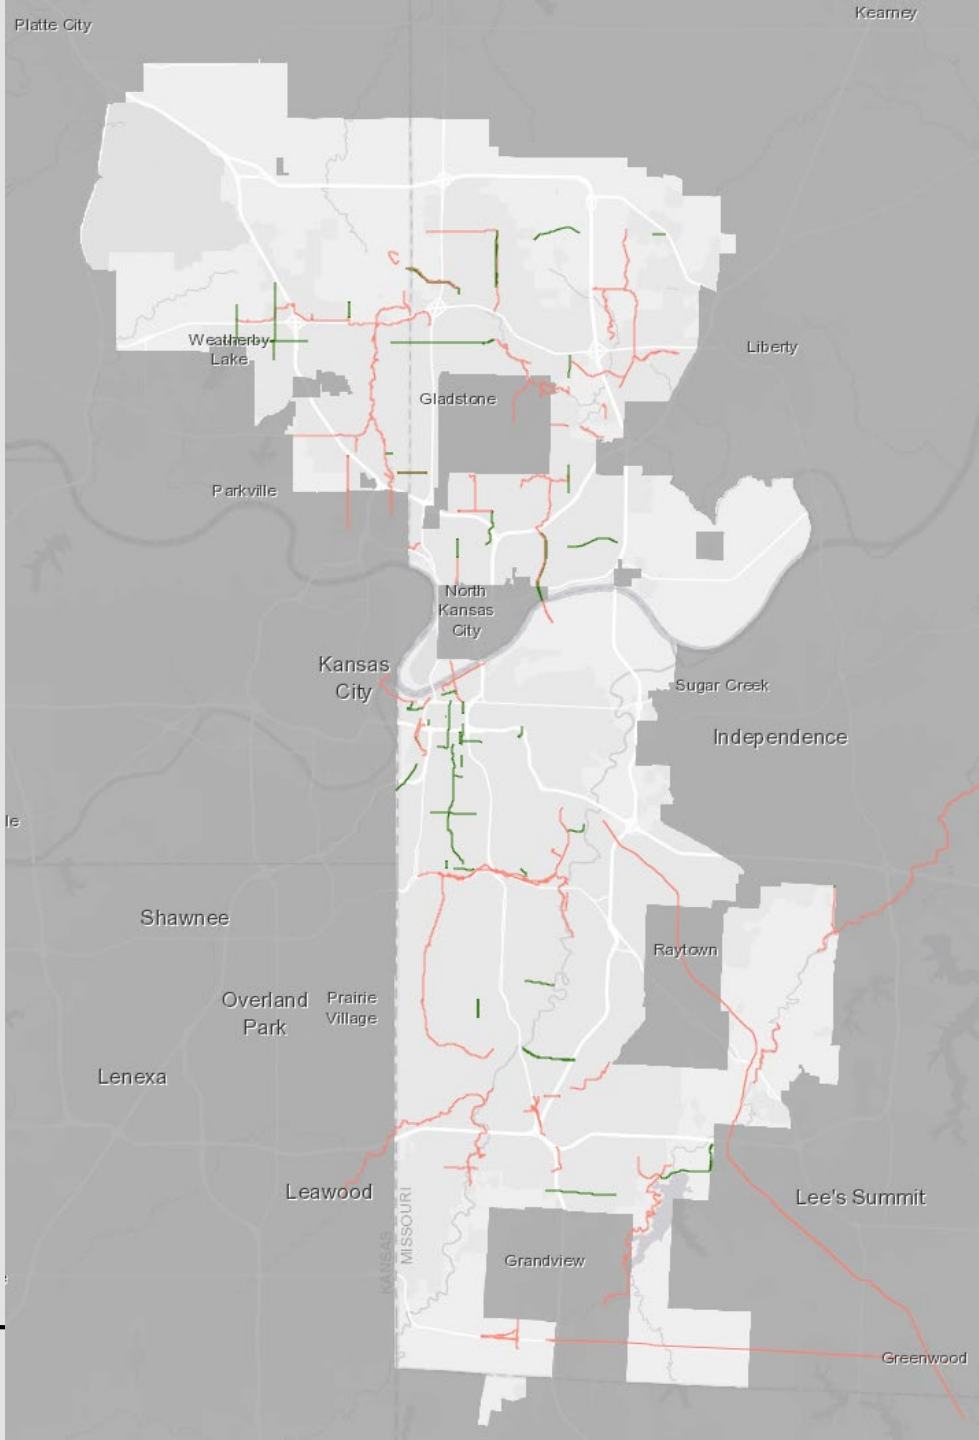 Platte City
Kearney
Weatherby
Lake
Liberty
Gladstone
Parkville
North
Kansas
City
Kansas
City
Sugar Creek
Independence
le
Shawnee
Raytown
Overland
Park
Prairie
Village
Lenexa
Leawood
Lee's Summit
KANSAS
MISSOURI
Grandview
Greenwood